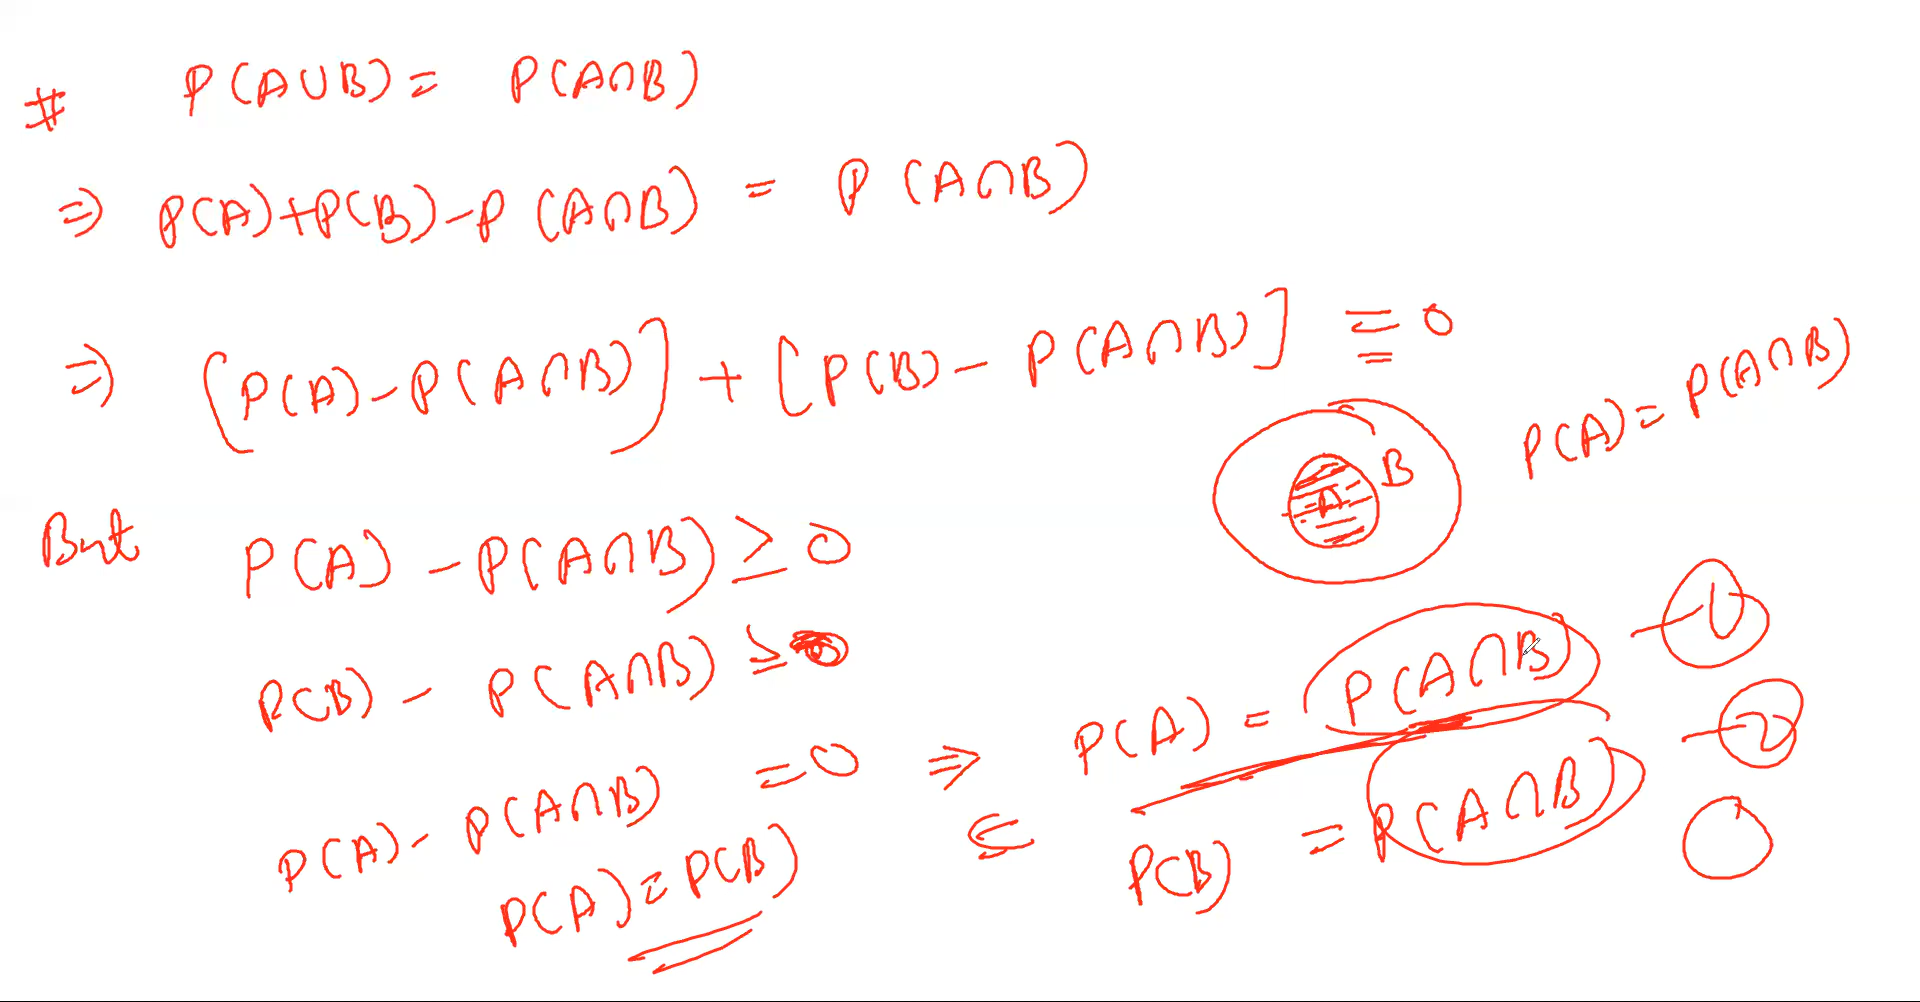 # P(A∪B) = P(A∩B)
⇒ P(A)+P(B)-P(A∩B) = P(A∩B)
⇒ [P(A)-P(A∩B)] + [P(B)-P(A∩B)] = 0
P(A) = P(A∩B)
B
A
But P(A)-P(A∩B) ≥ 0
P(B) - P(A∩B) ≥ 0
P(A)-P(A∩B) = 0 ⇒ P(A) = P(A∩B) - 1
P(B) = P(A∩B) - 2
P(A) = P(B)